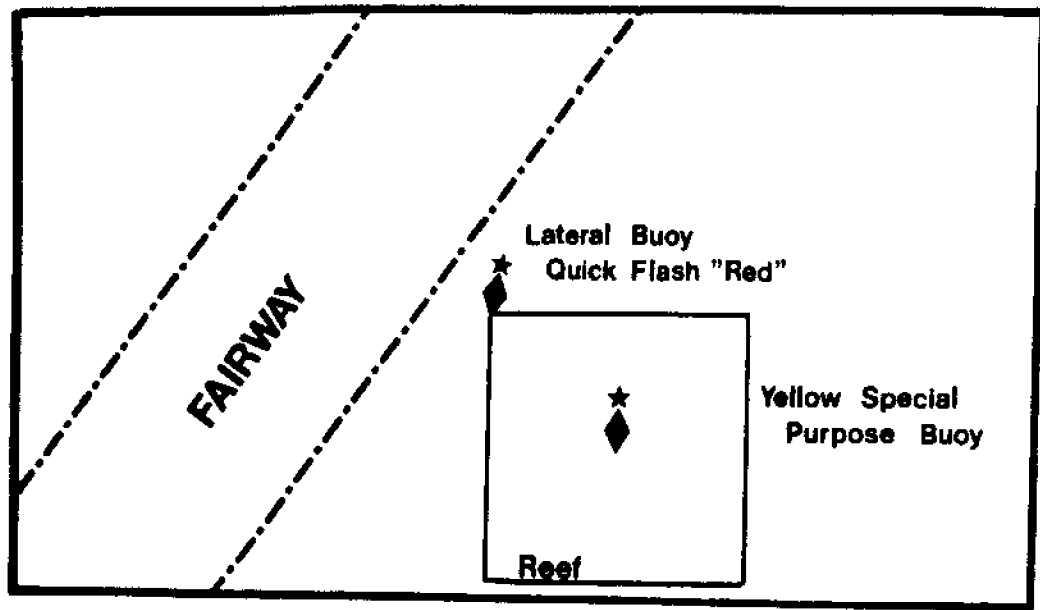 Lateral Buoy
Quick Flash "Red"
FAIRWAY
Yellow Special
Purpose Buoy
Reef